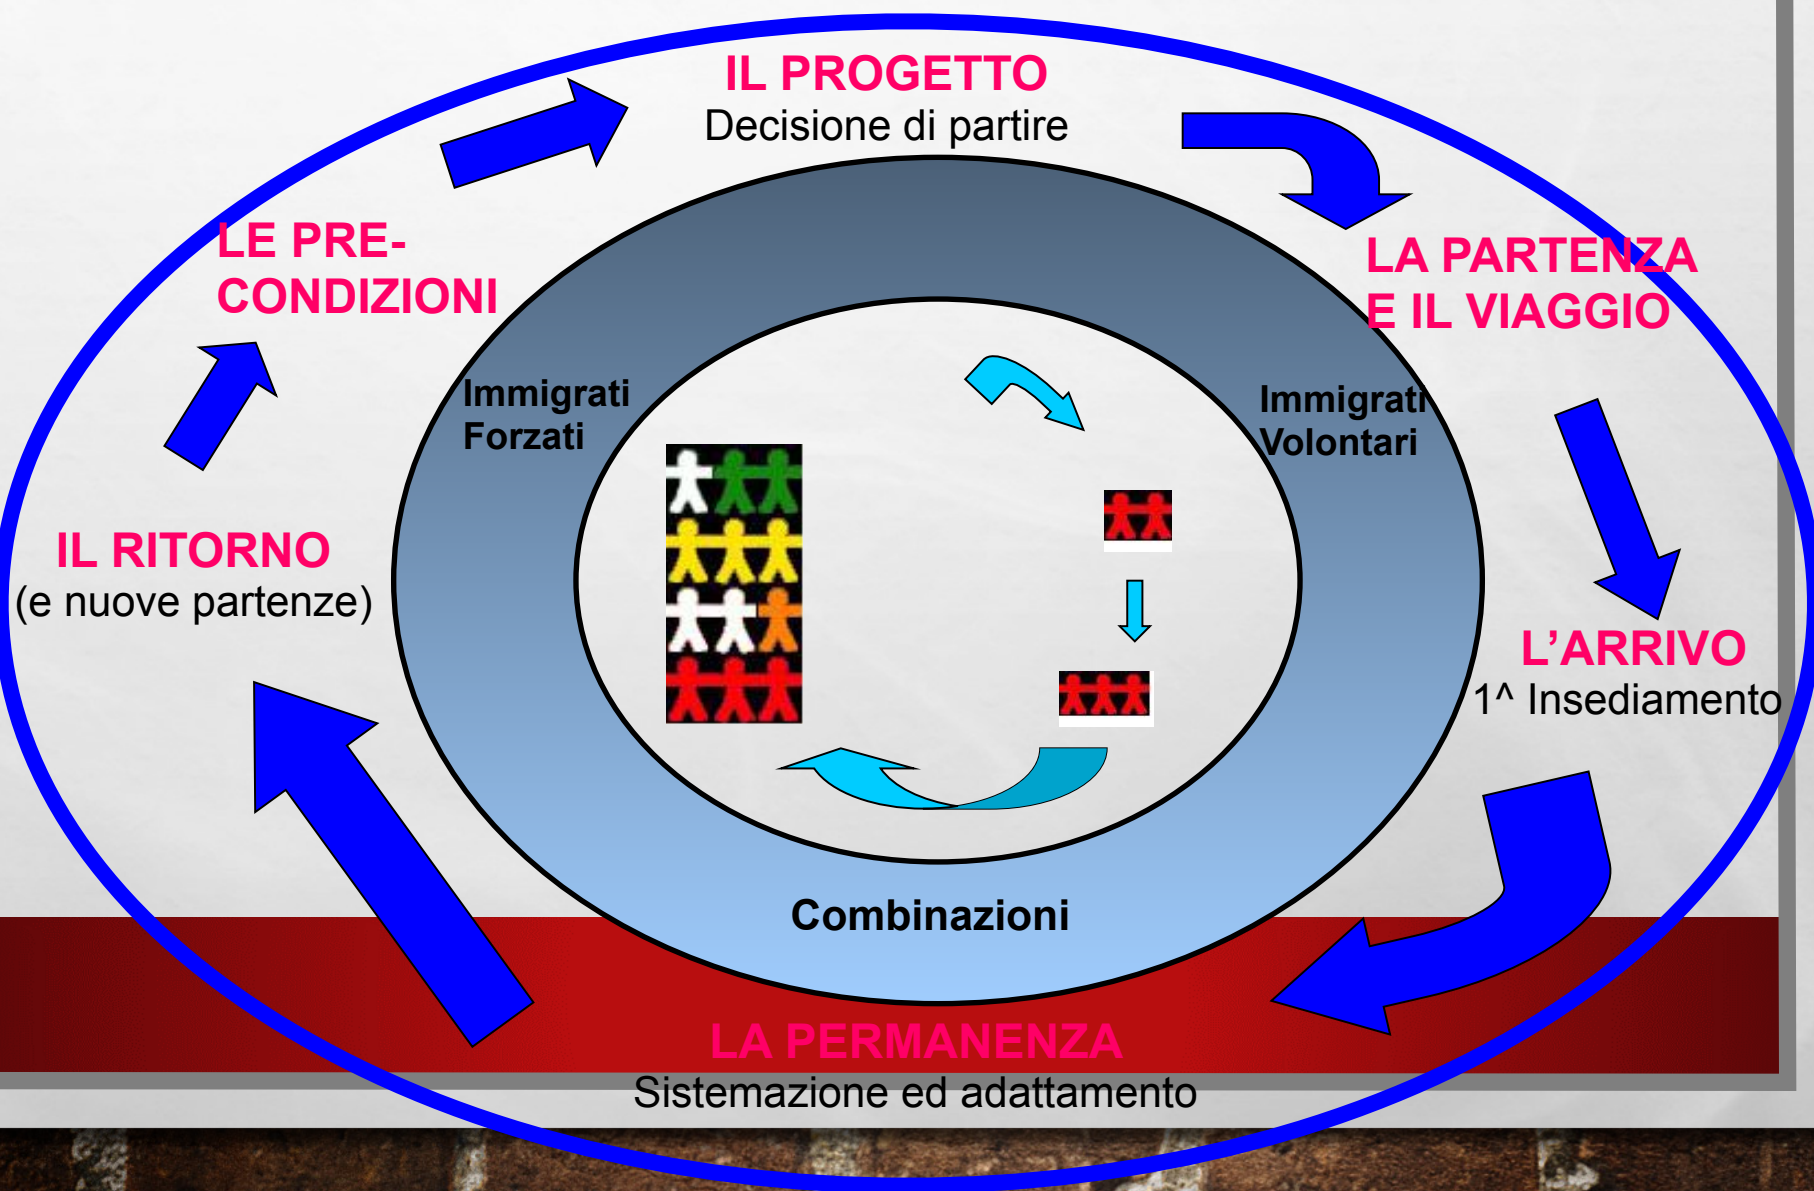 IL PROGETTO
Decisione di partire
LE PRE-
CONDIZIONI
LA PARTENZA
E IL VIAGGIO
Immigrati
Forzati
Immigrati
Volontari
IL RITORNO
(e nuove partenze)
L’ARRIVO
1^ Insediamento
Combinazioni
LA PERMANENZA
Sistemazione ed adattamento